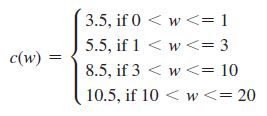 3.5, if 0 < w <= 1
5.5, if 1 < w <= 3
c(w) =
8.5, if 3 < w <= 10
10.5, if 10 < w <= 20